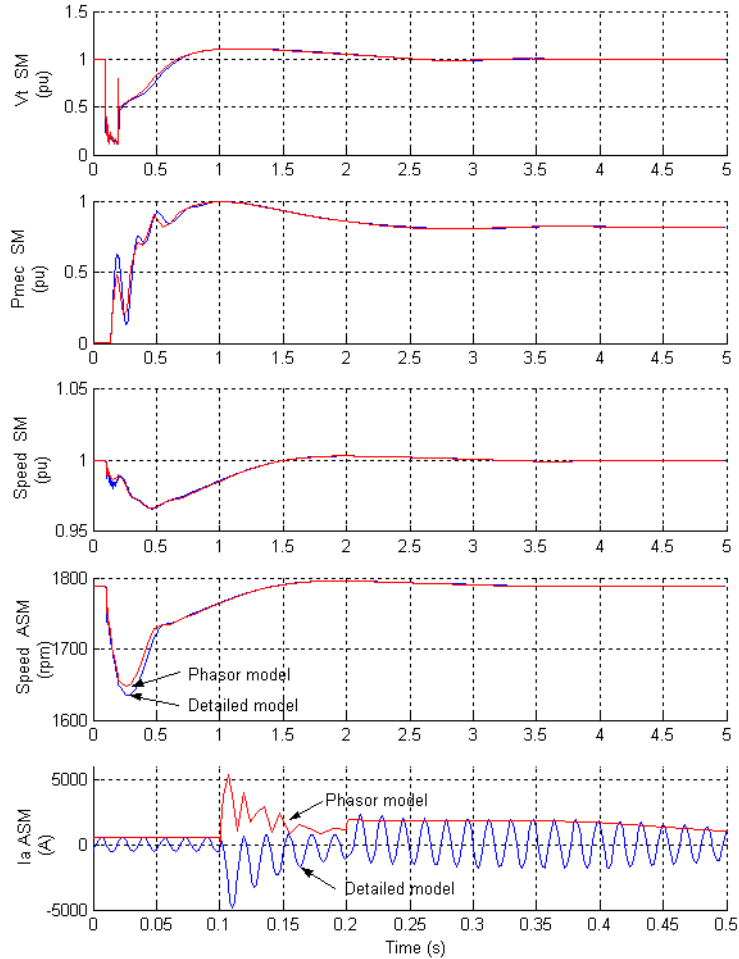 1.5
1
0.5
0
Vt SM
(pu)
0 0.5 1 1.5 2 2.5 3 3.5 4 4.5 5
1
0.5
0
Pmec SM
(pu)
0 0.5 1 1.5 2 2.5 3 3.5 4 4.5 5
1.05
1
0.95
Speed SM
(pu)
0 0.5 1 1.5 2 2.5 3 3.5 4 4.5 5
1800
1700
1600
Speed ASM
(rpm)
Phasor model
Detailed model
0 0.5 1 1.5 2 2.5 3 3.5 4 4.5 5
5000
0
-5000
Ia ASM
(A)
Phasor model
Detailed model
0 0.05 0.1 0.15 0.2 0.25 0.3 0.35 0.4 0.45 0.5
Time (s)